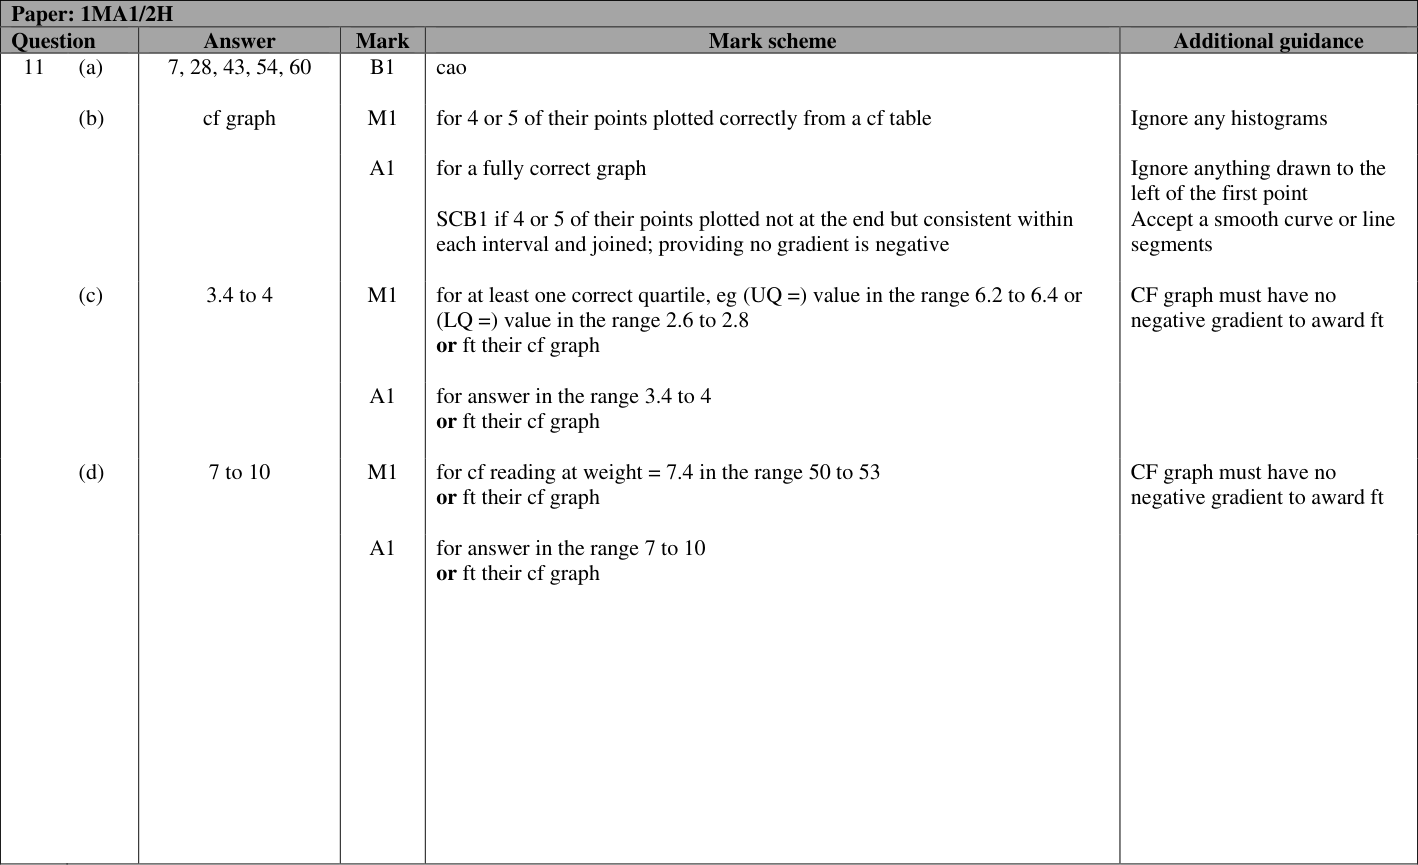 Paper: 1MA1/2H
Question Answer Mark Mark scheme Additional guidance
11 (a) 7, 28, 43, 54, 60 B1 cao
(b) cf graph M1 for 4 or 5 of their points plotted correctly from a cf table Ignore any histograms
A1 for a fully correct graph Ignore anything drawn to the
left of the first point
SCB1 if 4 or 5 of their points plotted not at the end but consistent within Accept a smooth curve or line
each interval and joined; providing no gradient is negative segments
(c) 3.4 to 4 M1 for at least one correct quartile, eg (UQ =) value in the range 6.2 to 6.4 or CF graph must have no
(LQ =) value in the range 2.6 to 2.8 negative gradient to award ft
or ft their cf graph
A1 for answer in the range 3.4 to 4
or ft their cf graph
(d) 7 to 10 M1 for cf reading at weight = 7.4 in the range 50 to 53 CF graph must have no
or ft their cf graph negative gradient to award ft
A1 for answer in the range 7 to 10
or ft their cf graph